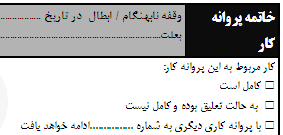 خاتمه پروانه کار
وقفه نابهنگام / ابطال در تاریخ ................
بعلت................................................
کار مربوط به این پروانه کار:
□ کامل است
□ به حالت تعلیق بوده و کامل نیست
□ با پروانه کاری دیگری به شماره ................ادامه خواهد یافت